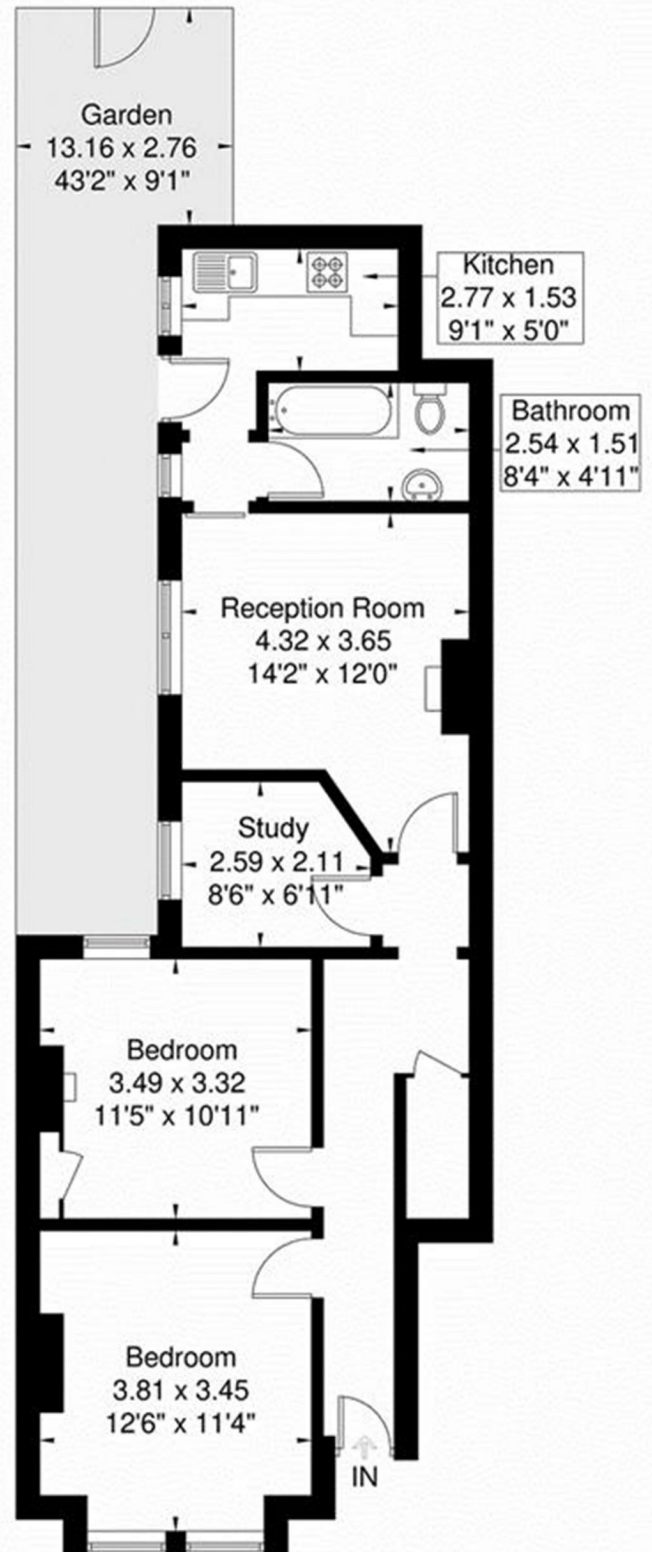 Garden
13.16 x 2.76
43'2" x 9'1"
Kitchen
2.77 x 1.53
9'1" x 5'0"
Bathroom
2.54 x 1.51
8'4" x 4'11"
Reception Room
4.32 x 3.65
14'2" x 12'0"
Study
2.59 x 2.11
8'6" x 6'11"
Bedroom
3.49 x 3.32
11'5" x 10'11"
Bedroom
3.81 x 3.45
12'6" x 11'4"
IN